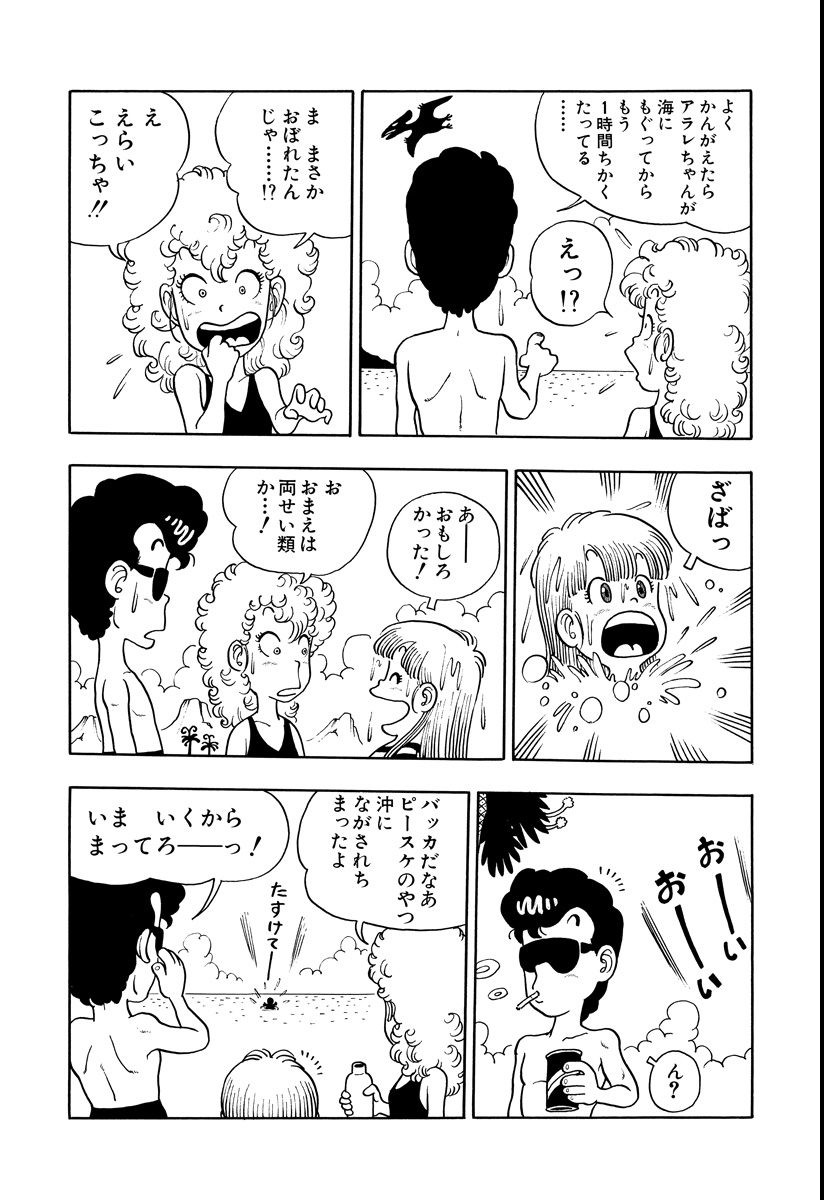 よく
かんがえたら
アラレちゃんが
海に
もぐってから
もう
1時間ちかく
たってる
……
えっ!?
ま まさか
おぼれたん
じゃ……!?
え
えらい
こっちゃ!!
ざばっ
あ――
おもしろ
かった!
お
おまえは
両せい類
か…!
おーい
おーい
ん?
バッカだなあ
ピースケのやつ
沖に
ながされち
まったよ
たすけてー
いま いくから
まってろ――っ!